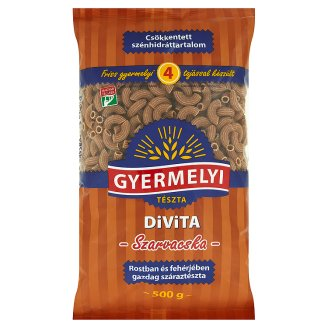 Csökkentett
szénhidráttartalom
Friss gyermelyi 4 tojással készült
GYERMELYI
TÉSZTA
DiViTA
- Szarvacska -
Rostban és fehérjében
gazdag száraztészta
- 500 g -